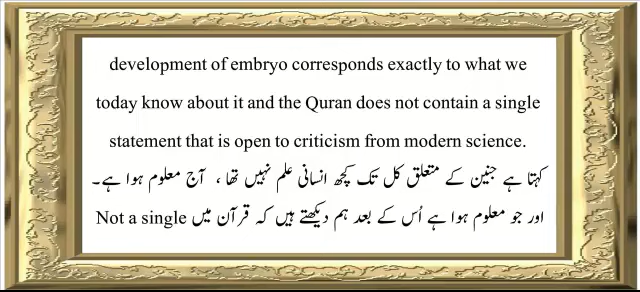 development of embryo corresponds exactly to what we
today know about it and the Quran does not contain a single
statement that is open to criticism from modern science.
کہتا ہے جنین کے متعلق کل تک کچھ انسانی علم نہیں تھا ، آج معلوم ہوا ہے۔
اور جو معلوم ہوا ہے اُس کے بعد ہم دیکھتے ہیں کہ قرآن میں Not a single